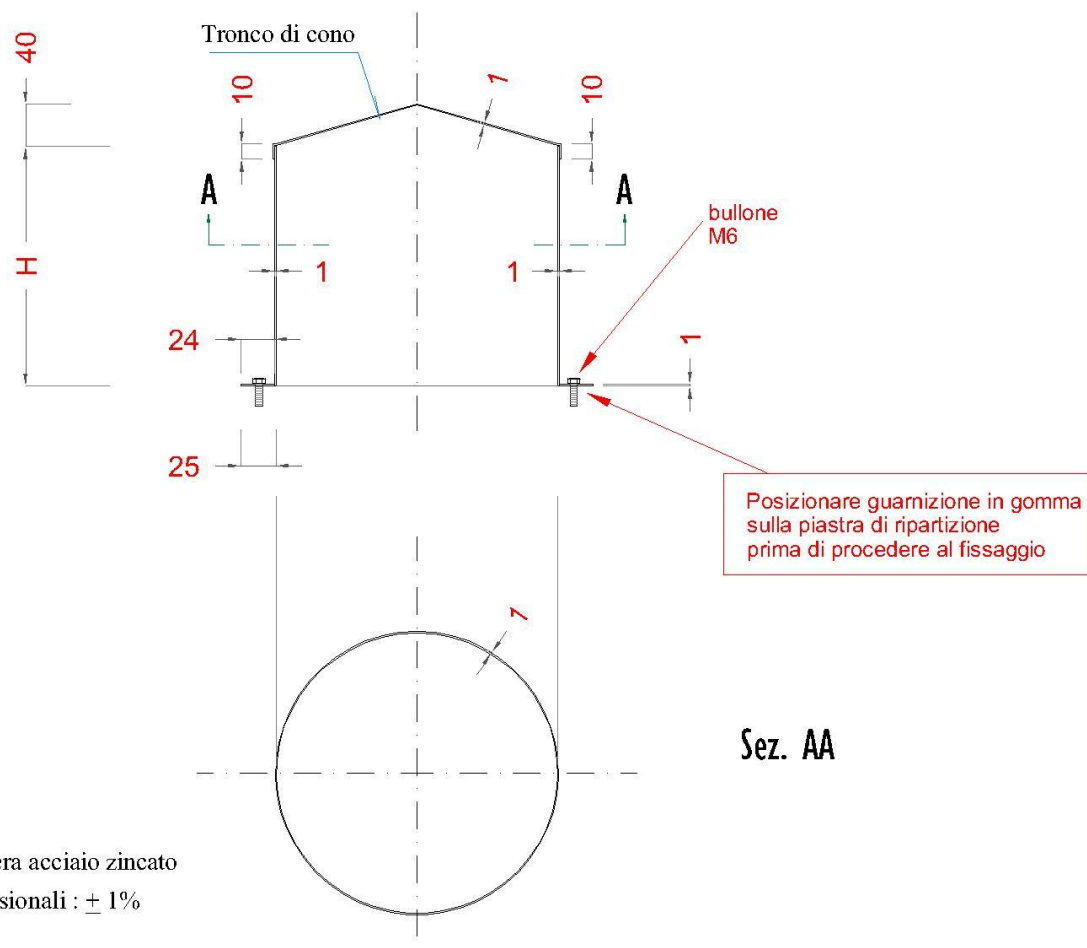 Tronco di cono
40
10
1
10
A
A
bullone
M6
H
1
1
24
1
25
Posizionare guarnizione in gomma
sulla piastra di ripartizione
prima di procedere al fissaggio
1
Sez. AA
era acciaio zincato
sionali : ± 1%